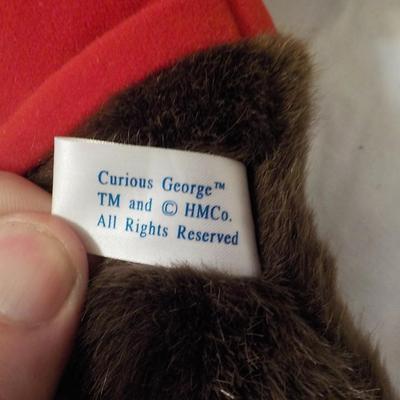 Curious George™
TM and © HMCo.
All Rights Reserved